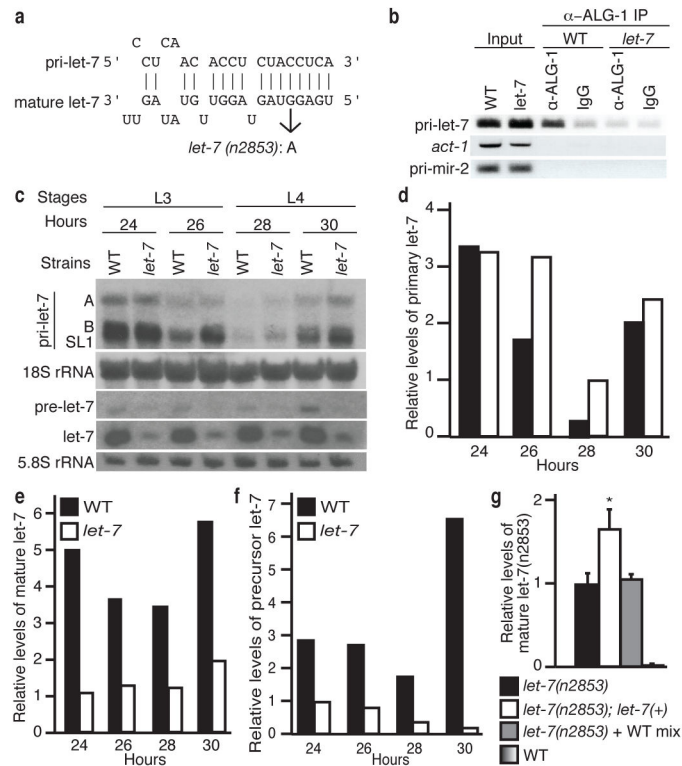 a
C CA
pri-let-7 5' CU AC ACCU CUACCUCA 3'
mature let-7 3' GA UG UGGA GAUGGAGU 5'
UU UA U U
let-7 (n2853): A
b
α-ALG-1 IP
Input WT let-7
WT let-7 α-ALG-1 IgG α-ALG-1 IgG
pri-let-7
act-1
pri-mir-2
c
Stages L3 L4
Hours 24 26 28 30
Strains WT let-7 WT let-7 WT let-7 WT let-7
pri-let-7
A
B
SL1
18S rRNA
pre-let-7
let-7
5.8S rRNA
d
Relative levels of primary let-7
4
3
2
1
0
24 26 28 30
Hours
e
WT
let-7
Relative levels of mature let-7
6
5
4
3
2
1
0
24 26 28 30
Hours
f
WT
let-7
Relative levels of precursor let-7
7
6
5
4
3
2
1
0
24 26 28 30
Hours
g
Relative levels of
mature let-7(n2853)
2
1
0
*
let-7(n2853)
let-7(n2853); let-7(+)
let-7(n2853) + WT mix
WT